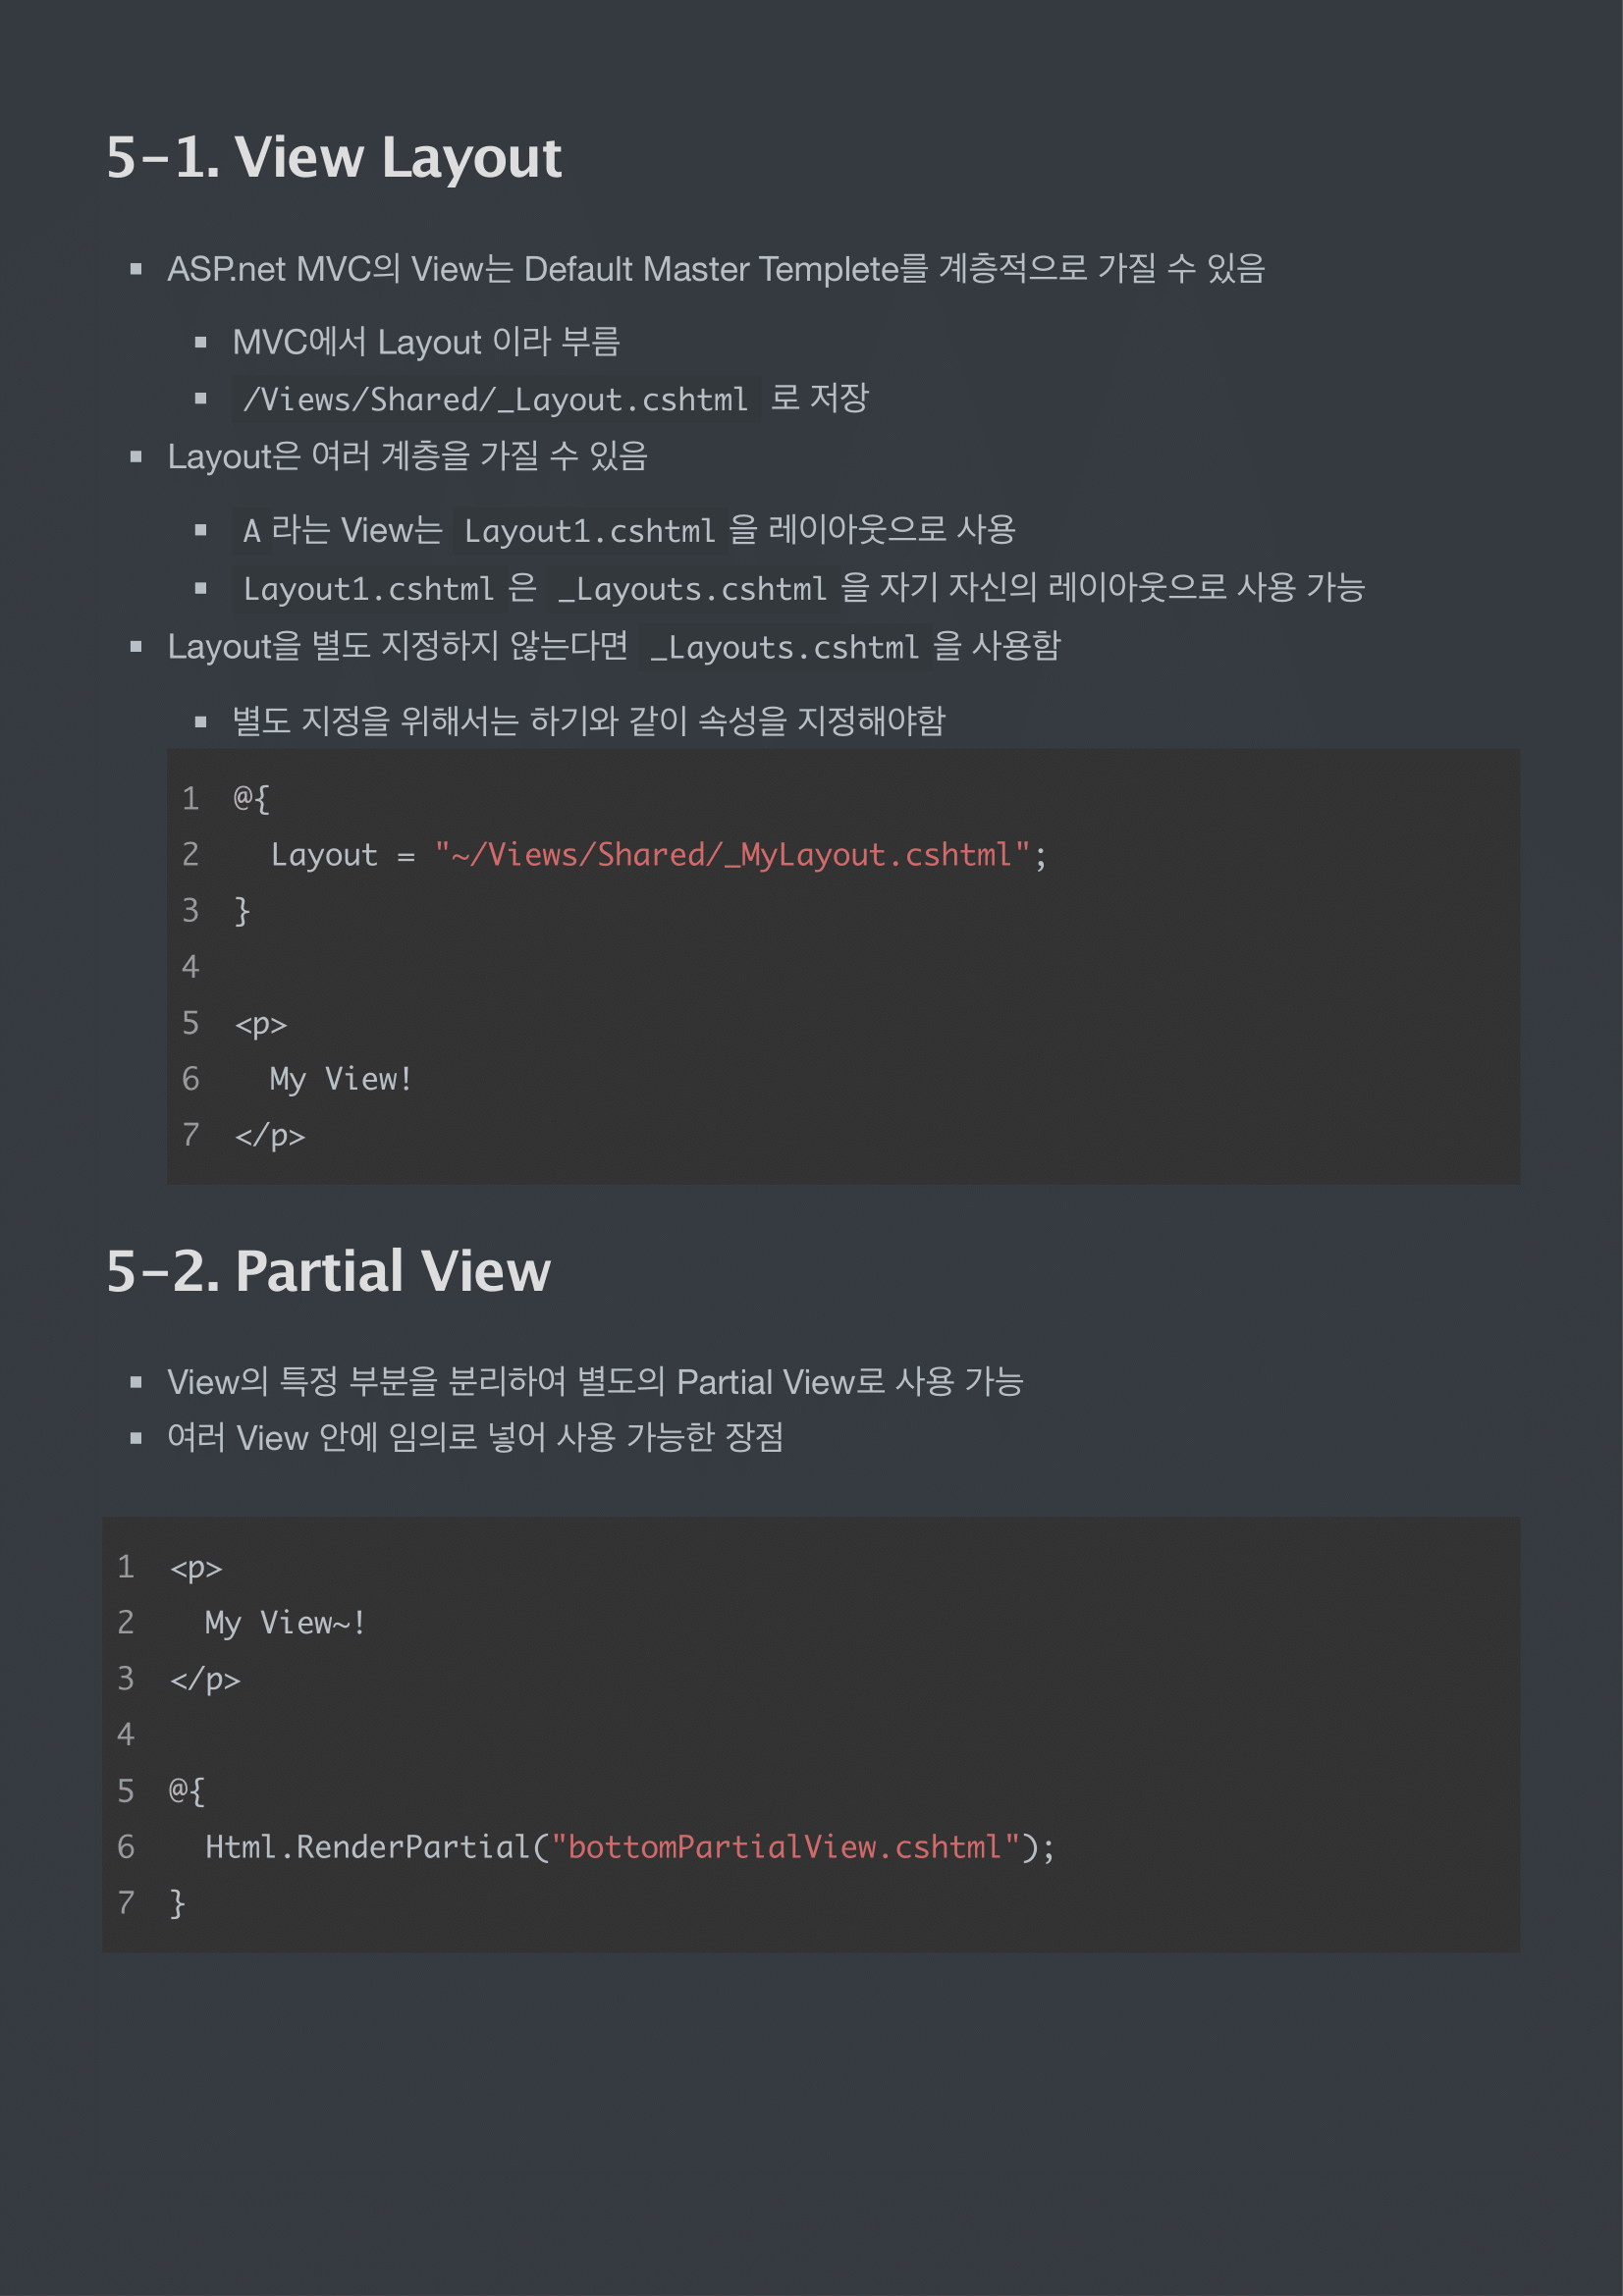 5-1. View Layout
ASP.net MVC의 View는 Default Master Templete를 계층적으로 가질 수 있음
MVC에서 Layout 이라 부름
/Views/Shared/_Layout.cshtml 로 저장
Layout은 여러 계층을 가질 수 있음
A 라는 View는 Layout1.cshtml 을 레이아웃으로 사용
Layout1.cshtml 은 _Layouts.cshtml 을 자기 자신의 레이아웃으로 사용 가능
Layout을 별도 지정하지 않는다면 _Layouts.cshtml 을 사용함
별도 지정을 위해서는 하기와 같이 속성을 지정해야함
1 @{
2   Layout = "~/Views/Shared/_MyLayout.cshtml";
3 }
4
5 <p>
6   My View!
7 </p>
5-2. Partial View
View의 특정 부분을 분리하여 별도의 Partial View로 사용 가능
여러 View 안에 임의로 넣어 사용 가능한 장점
1 <p>
2   My View~!
3 </p>
4
5 @{
6   Html.RenderPartial("bottomPartialView.cshtml");
7 }